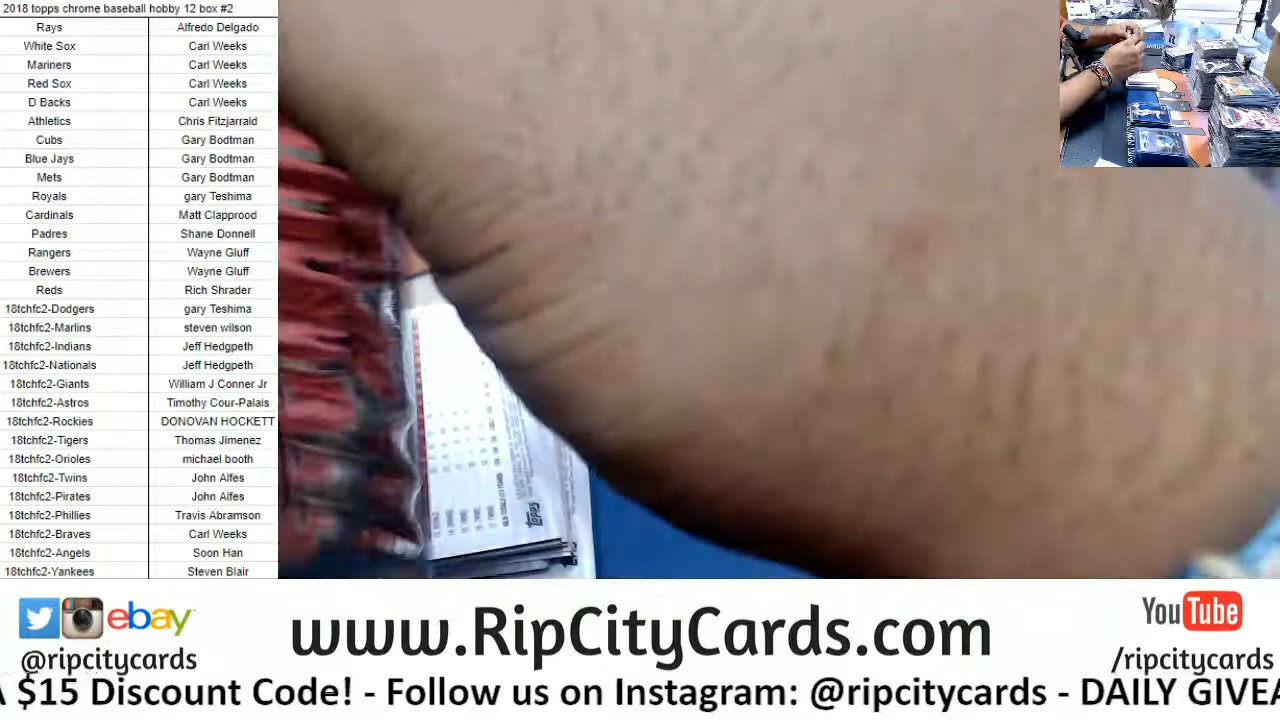 2018 topps chrome baseball hobby 12 box #2
Rays Alfredo Delgado
White Sox Carl Weeks
Mariners Carl Weeks
Red Sox Carl Weeks
D Backs Carl Weeks
Athletics Chris Fitzjarrald
Cubs Gary Bodtman
Blue Jays Gary Bodtman
Mets Gary Bodtman
Royals gary Teshima
Cardinals Matt Clapprood
Padres Shane Donnell
Rangers Wayne Gluff
Brewers Wayne Gluff
Reds Rich Shrader
18tchfc2-Dodgers gary Teshima
18tchfc2-Marlins steven wilson
18tchfc2-Indians Jeff Hedgpeth
18tchfc2-Nationals Jeff Hedgpeth
18tchfc2-Giants William J Conner Jr
18tchfc2-Astros Timothy Cour-Palais
18tchfc2-Rockies DONOVAN HOCKETT
18tchfc2-Tigers Thomas Jimenez
18tchfc2-Orioles michael booth
18tchfc2-Twins John Alfes
18tchfc2-Pirates John Alfes
18tchfc2-Phillies Travis Abramson
18tchfc2-Braves Carl Weeks
18tchfc2-Angels Soon Han
18tchfc2-Yankees Steven Blair
Topps
ebay
@ripcitycards
www.RipCityCards.com
YouTube
/ripcitycards
A $15 Discount Code! - Follow us on Instagram: @ripcitycards - DAILY GIVEA